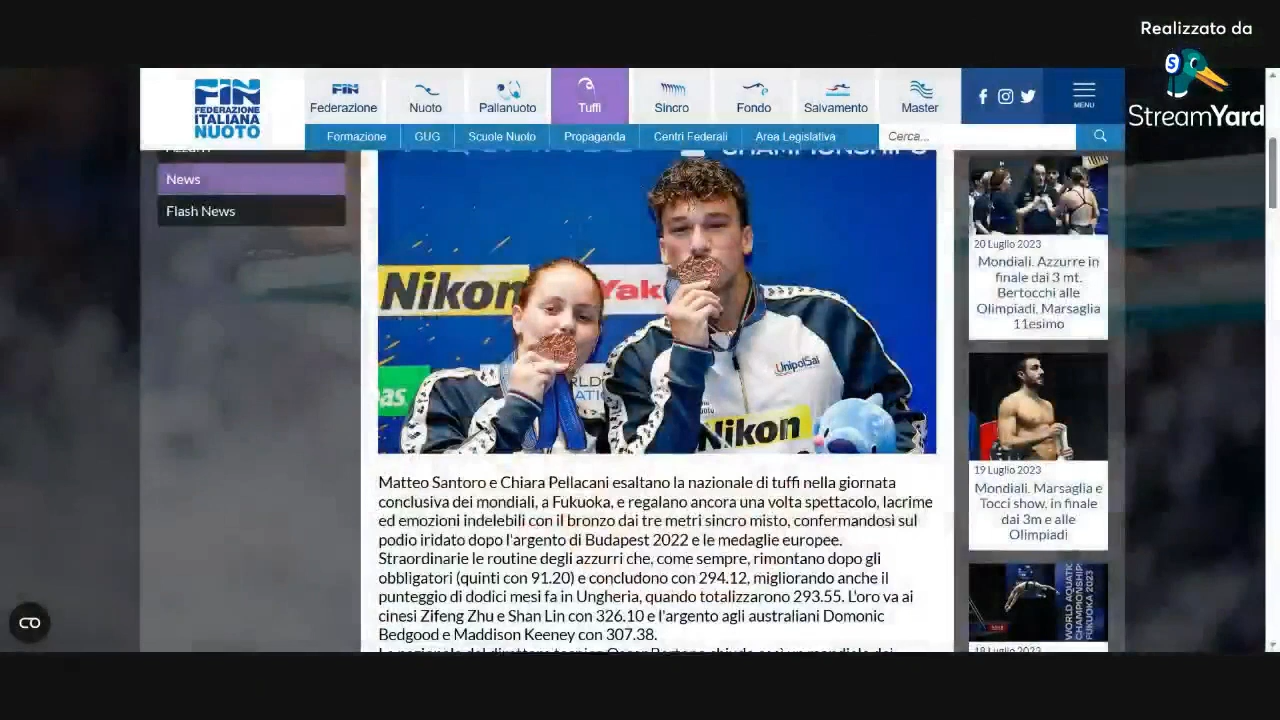 Realizzato da
StreamYard
FIN
FEDERAZIONE
ITALIANA
NUOTO
Federazione
Nuoto
Pallanuoto
Tuffi
Sincro
Fondo
Salvamento
Master
MENU
Formazione
GUG
Scuole Nuoto
Propaganda
Centri Federali
Area Legislativa
Cerca...
Azzurri
News
Flash News
CHAMPIONSHIPS
Nikon
Yak
UnipolSai
Nikon
Matteo Santoro e Chiara Pellacani esaltano la nazionale di tuffi nella giornata
conclusiva dei mondiali, a Fukuoka, e regalano ancora una volta spettacolo, lacrime
ed emozioni indelebili con il bronzo dai tre metri sincro misto, confermandosi sul
podio iridato dopo l'argento di Budapest 2022 e le medaglie europee.
Straordinarie le routine degli azzurri che, come sempre, rimontano dopo gli
obbligatori (quinti con 91.20) e concludono con 294.12, migliorando anche il
punteggio di dodici mesi fa in Ungheria, quando totalizzarono 293.55. L'oro va ai
cinesi Zifeng Zhu e Shan Lin con 326.10 e l'argento agli australiani Domonic
Bedgood e Maddison Keeney con 307.38.
20 Luglio 2023
Mondiali. Azzurre in
finale dai 3 mt.
Bertocchi alle
Olimpiadi, Marsaglia
11esimo
19 Luglio 2023
Mondiali. Marsaglia e
Tocci show, in finale
dai 3m e alle
Olimpiadi
WORLD AQUATICS
CHAMPIONSHIPS
FUKUOKA 2023
18 Luglio 2023